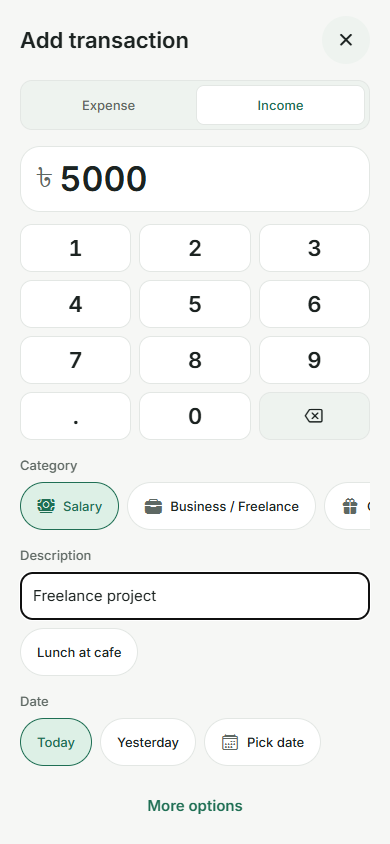 Add transaction
Expense Income
৳ 5000
1 2 3
4 5 6
7 8 9
. 0
Category
Salary Business / Freelance
Description
Freelance project
Lunch at cafe
Date
Today Yesterday Pick date
More options